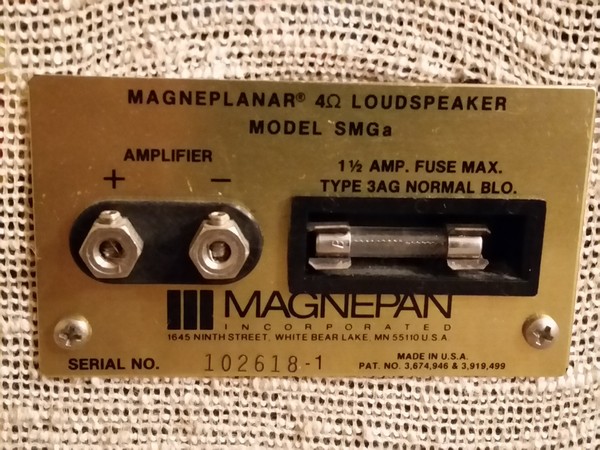 MAGNEPLANAR® 4Ω LOUDSPEAKER
MODEL SMGa
AMPLIFIER
+ −
1 ½ AMP. FUSE MAX.
TYPE 3AG NORMAL BLO.
MAGNEPAN
INCORPORATED
1645 NINTH STREET, WHITE BEAR LAKE, MN 55110 U.S.A.
SERIAL NO. 102618-1
MADE IN U.S.A.
PAT. NO. 3,674,946 & 3,919,499